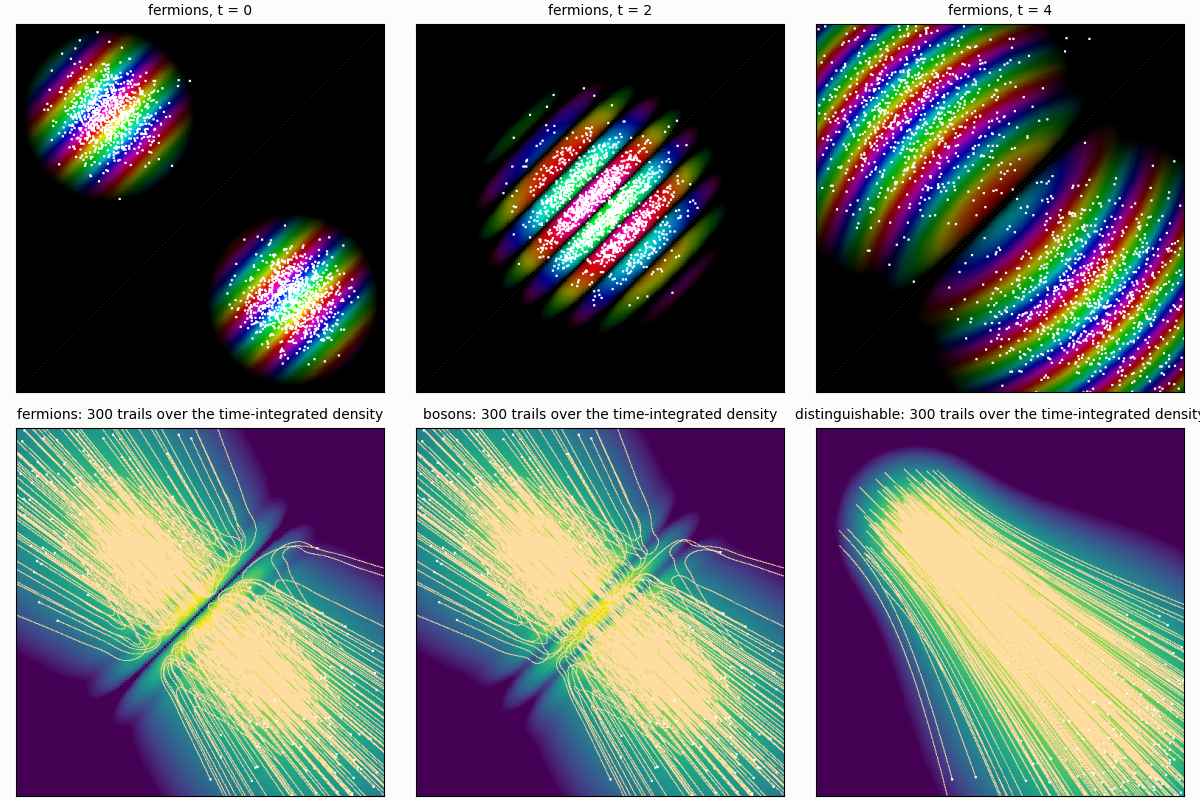 fermions, t = 0
fermions, t = 2
fermions, t = 4
fermions: 300 trails over the time-integrated density
bosons: 300 trails over the time-integrated density
distinguishable: 300 trails over the time-integrated density